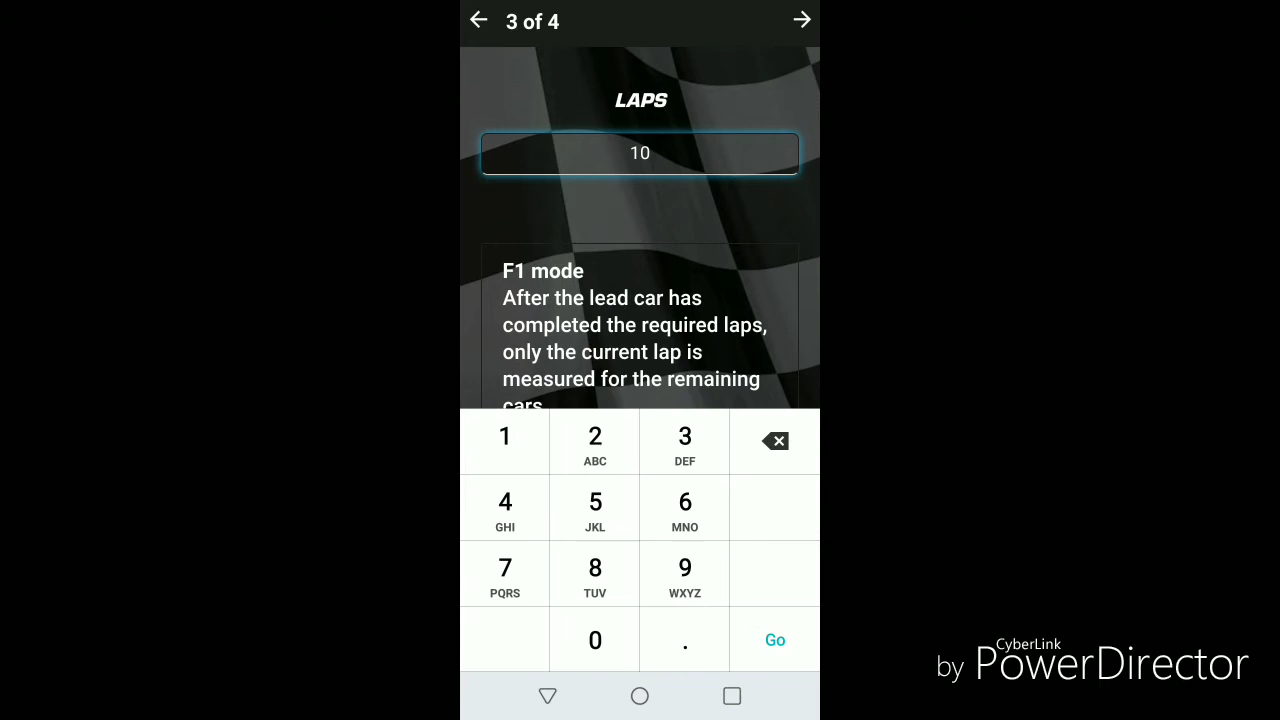 3 of 4
LAPS
10
F1 mode
After the lead car has
completed the required laps,
only the current lap is
measured for the remaining
cars
1
2
3
ABC
DEF
4
5
6
GHI
JKL
MNO
7
8
9
PQRS
TUV
WXYZ
0
.
Go
CyberLink
by PowerDirector